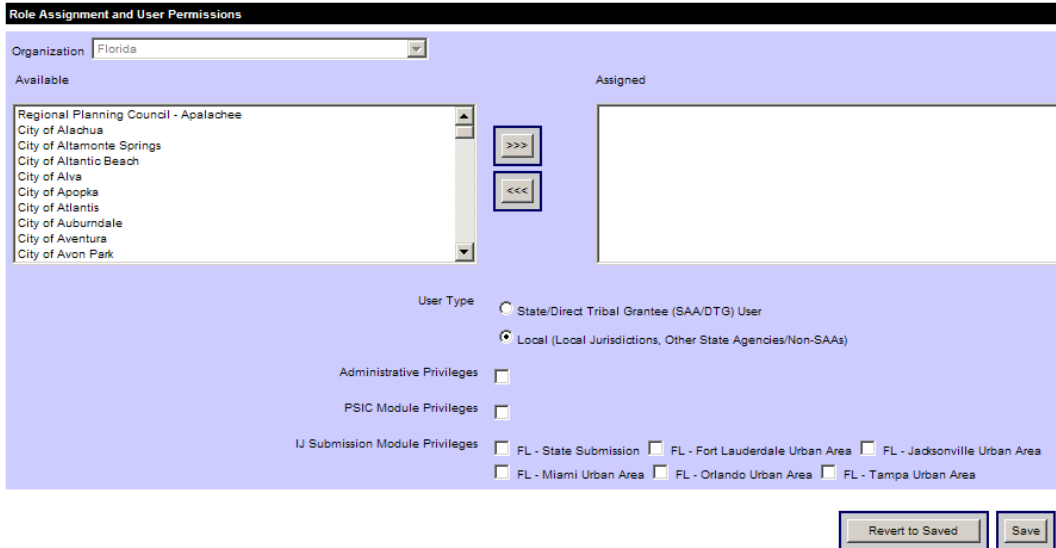 Role Assignment and User Permissions
Organization Florida
Available Assigned
Regional Planning Council - Apalachee
City of Alachua
City of Altamonte Springs
City of Altantic Beach
City of Alva
City of Apopka
City of Atlantis
City of Auburndale
City of Aventura
City of Avon Park
>>>
<<<
User Type State/Direct Tribal Grantee (SAA/DTG) User
Local (Local Jurisdictions, Other State Agencies/Non-SAAs)
Administrative Privileges
PSIC Module Privileges
IJ Submission Module Privileges FL - State Submission FL - Fort Lauderdale Urban Area FL - Jacksonville Urban Area
FL - Miami Urban Area FL - Orlando Urban Area FL - Tampa Urban Area
Revert to Saved Save